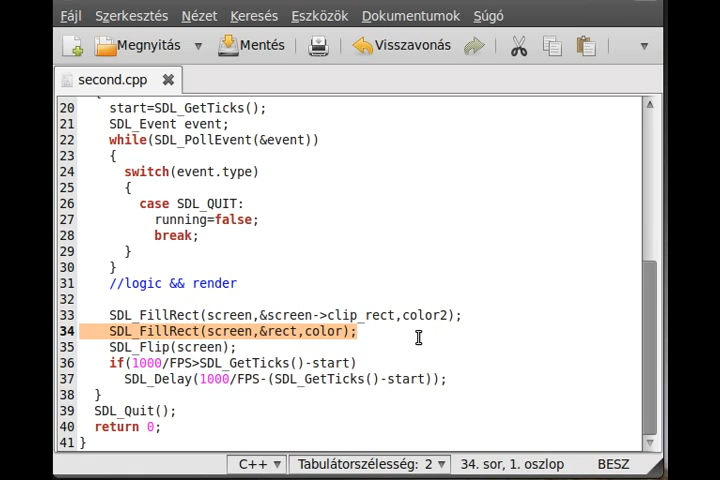 Fájl Szerkesztés Nézet Keresés Eszközök Dokumentumok Súgó
Megnyitás Mentés Visszavonás
second.cpp
20 start=SDL_GetTicks();
21 SDL_Event event;
22 while(SDL_PollEvent(&event))
23 {
24 switch(event.type)
25 {
26 case SDL_QUIT:
27 running=false;
28 break;
29 }
30 }
31 //logic && render
32
33 SDL_FillRect(screen,&screen->clip_rect,color2);
34 SDL_FillRect(screen,&rect,color);
35 SDL_Flip(screen);
36 if(1000/FPS>SDL_GetTicks()-start)
37 SDL_Delay(1000/FPS-(SDL_GetTicks()-start));
38 }
39 SDL_Quit();
40 return 0;
41 }
C++ Tabulátorszélesség: 2 34. sor, 1. oszlop BESZ